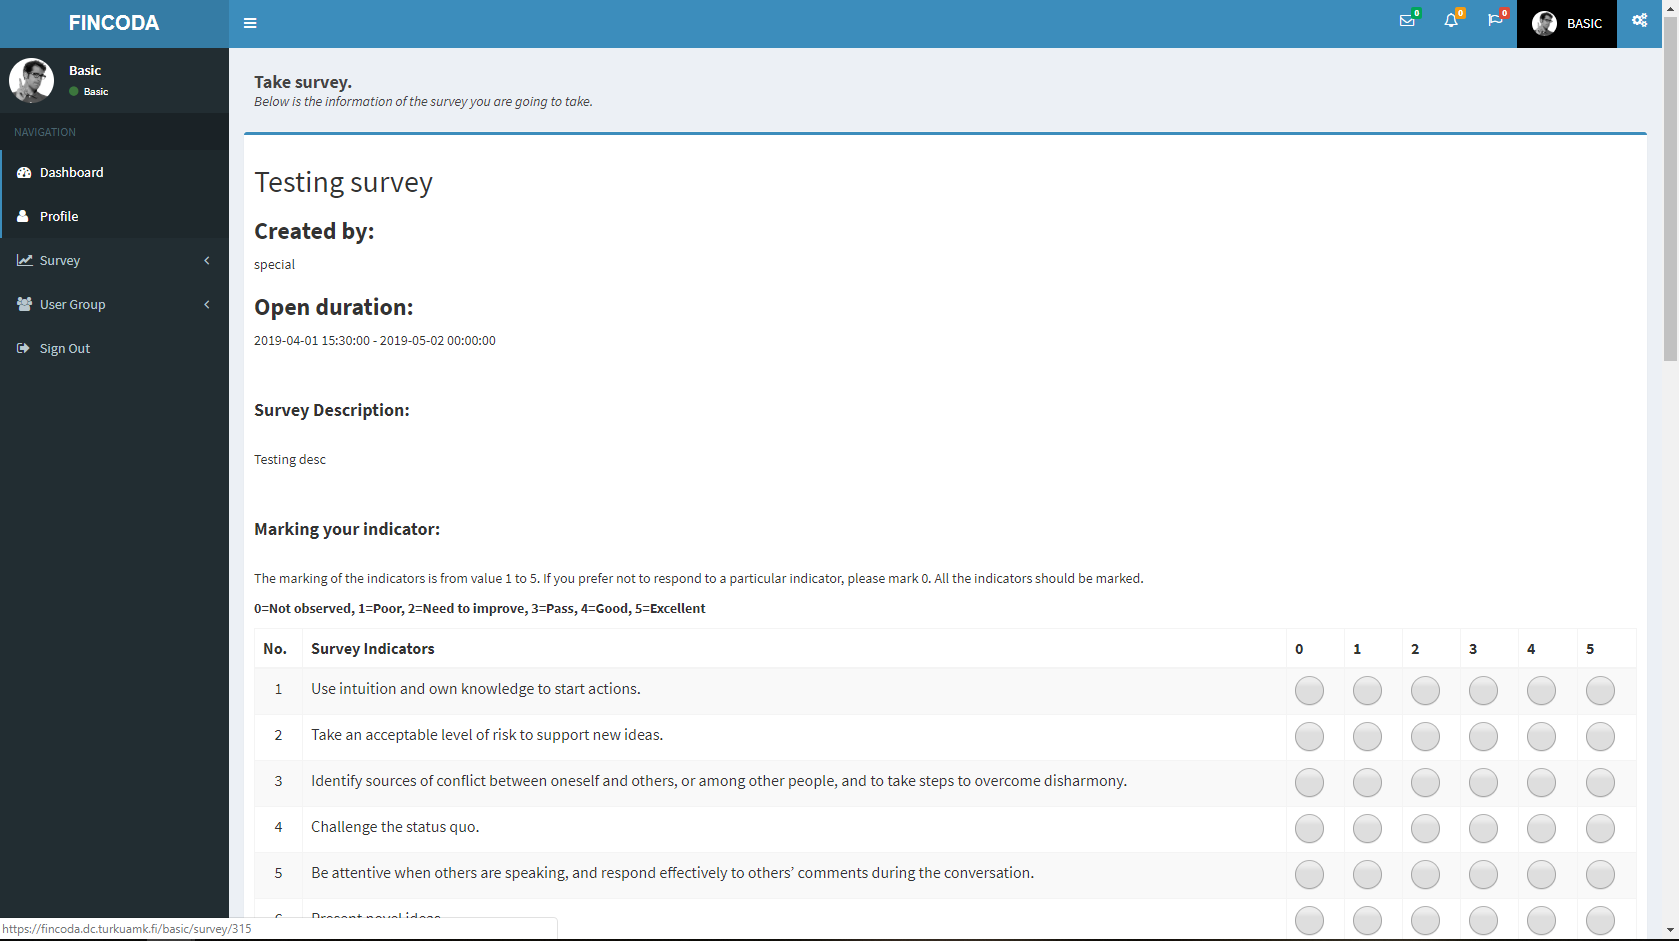 FINCODA
0
0
0
BASIC
Basic
Basic
NAVIGATION
Dashboard
Profile
Survey
User Group
Sign Out
Take survey.
Below is the information of the survey you are going to take.
Testing survey
Created by:
special
Open duration:
2019-04-01 15:30:00 - 2019-05-02 00:00:00
Survey Description:
Testing desc
Marking your indicator:
The marking of the indicators is from value 1 to 5. If you prefer not to respond to a particular indicator, please mark 0. All the indicators should be marked.
0=Not observed, 1=Poor, 2=Need to improve, 3=Pass, 4=Good, 5=Excellent
No. Survey Indicators 0 1 2 3 4 5
1 Use intuition and own knowledge to start actions.
2 Take an acceptable level of risk to support new ideas.
3 Identify sources of conflict between oneself and others, or among other people, and to take steps to overcome disharmony.
4 Challenge the status quo.
5 Be attentive when others are speaking, and respond effectively to others’ comments during the conversation.
6 Present novel ideas.
https://fincoda.dc.turkuamk.fi/basic/survey/315